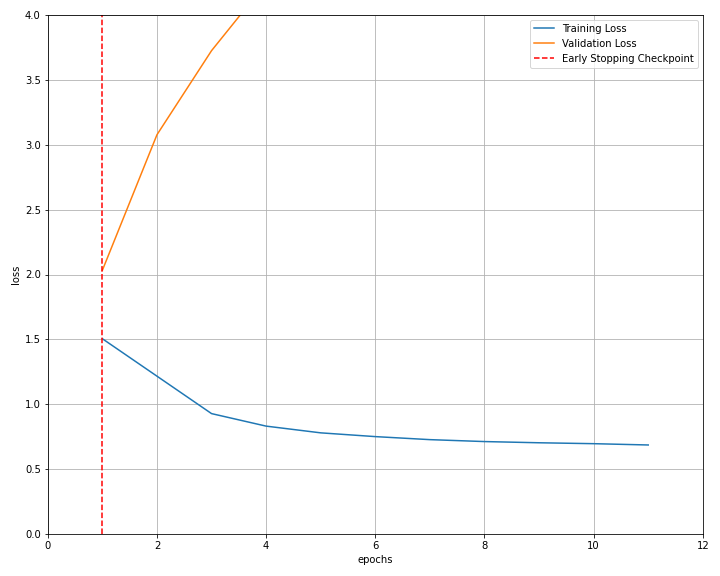 4.0
3.5
3.0
2.5
2.0
1.5
1.0
0.5
0.0
loss
Training Loss
Validation Loss
Early Stopping Checkpoint
0 2 4 6 8 10 12
epochs